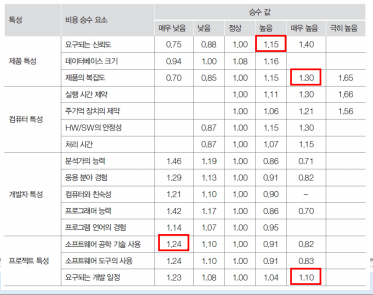 특성 비용 승수 요소 승수 값
매우 낮음 낮음 정상 높음 매우 높음 극히 높음
제품 특성 요구되는 신뢰도 0.75 0.88 1.00 1.15 1.40
데이터베이스 크기 0.94 1.00 1.08 1.16
제품의 복잡도 0.70 0.85 1.00 1.15 1.30 1.65
컴퓨터 특성 실행 시간 제약 1.00 1.11 1.30 1.66
주기억 장치의 제약 1.00 1.06 1.21 1.56
HW/SW의 안정성 0.87 1.00 1.15 1.30
처리 시간 0.87 1.00 1.07 1.15
개발자 특성 분석가의 능력 1.46 1.19 1.00 0.86 0.71
응용 분야 경험 1.29 1.13 1.00 0.91 0.82
컴퓨터와 친숙성 1.21 1.10 1.00 0.90 –
프로그래머 능력 1.42 1.17 1.00 0.86 0.70
프로그램 언어의 경험 1.14 1.07 1.00 0.95
프로젝트 특성 소프트웨어 공학 기술 사용 1.24 1.10 1.00 0.91 0.82
소프트웨어 도구의 사용 1.24 1.10 1.00 0.91 0.83
요구되는 개발 일정 1.23 1.08 1.00 1.04 1.10